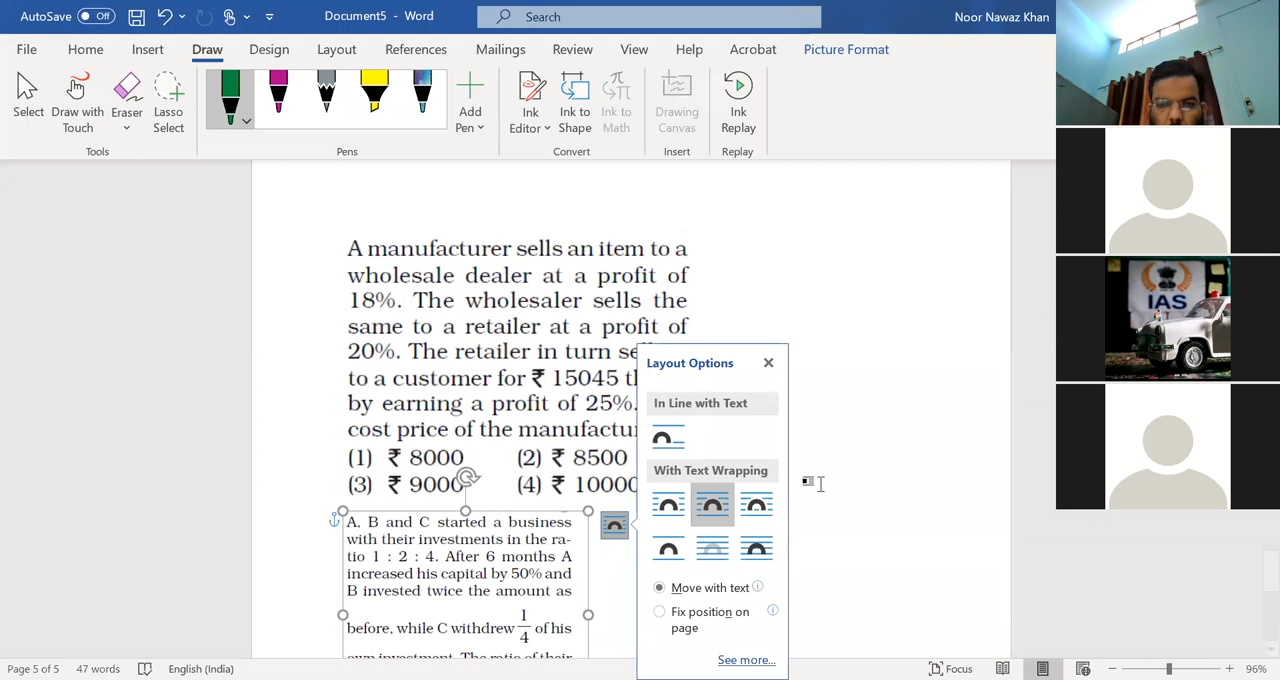 AutoSave Off Document5 - Word Search Noor Nawaz Khan
File Home Insert Draw Design Layout References Mailings Review View Help Acrobat Picture Format
Select Draw with Touch Eraser Lasso Select Add Pen Ink Editor Ink to Shape Ink to Math Drawing Canvas Ink Replay
Tools Pens Convert Insert Replay
A manufacturer sells an item to a
wholesale dealer at a profit of
18%. The wholesaler sells the
same to a retailer at a profit of
20%. The retailer in turn se
to a customer for ₹ 15045 t
by earning a profit of 25%.
cost price of the manufactu
(1) ₹ 8000 (2) ₹ 8500
(3) ₹ 9000 (4) ₹ 10000
A, B and C started a business
with their investments in the ra-
tio 1 : 2 : 4. After 6 months A
increased his capital by 50% and
B invested twice the amount as
before, while C withdrew 1/4 of his
own investment. The ratio of their
Layout Options
In Line with Text
With Text Wrapping
Move with text
Fix position on
page
See more...
IAS
Page 5 of 5 47 words English (India) Focus 96%